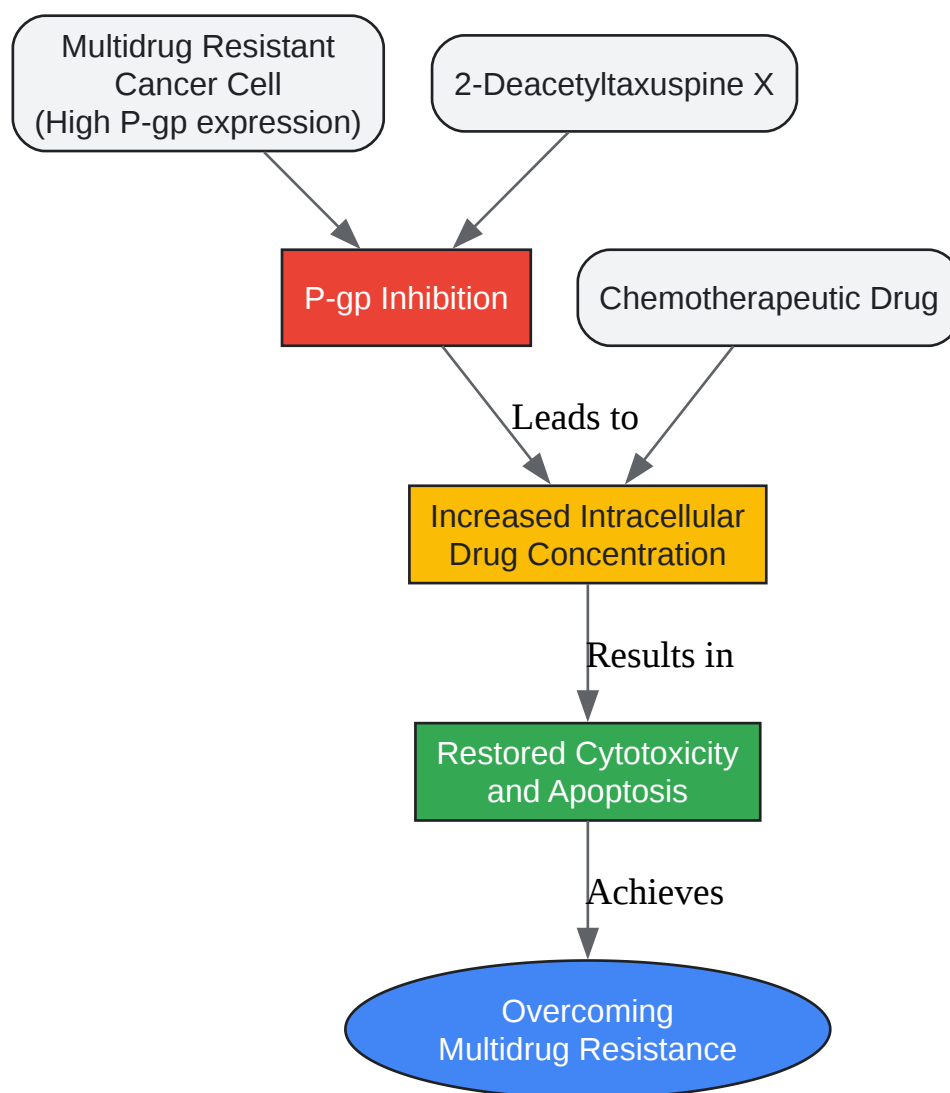 Multidrug Resistant
Cancer Cell
(High P-gp expression)
2-Deacetyltaxuspine X
P-gp Inhibition
Chemotherapeutic Drug
Leads to
Increased Intracellular
Drug Concentration
Results in
Restored Cytotoxicity
and Apoptosis
Achieves
Overcoming
Multidrug Resistance